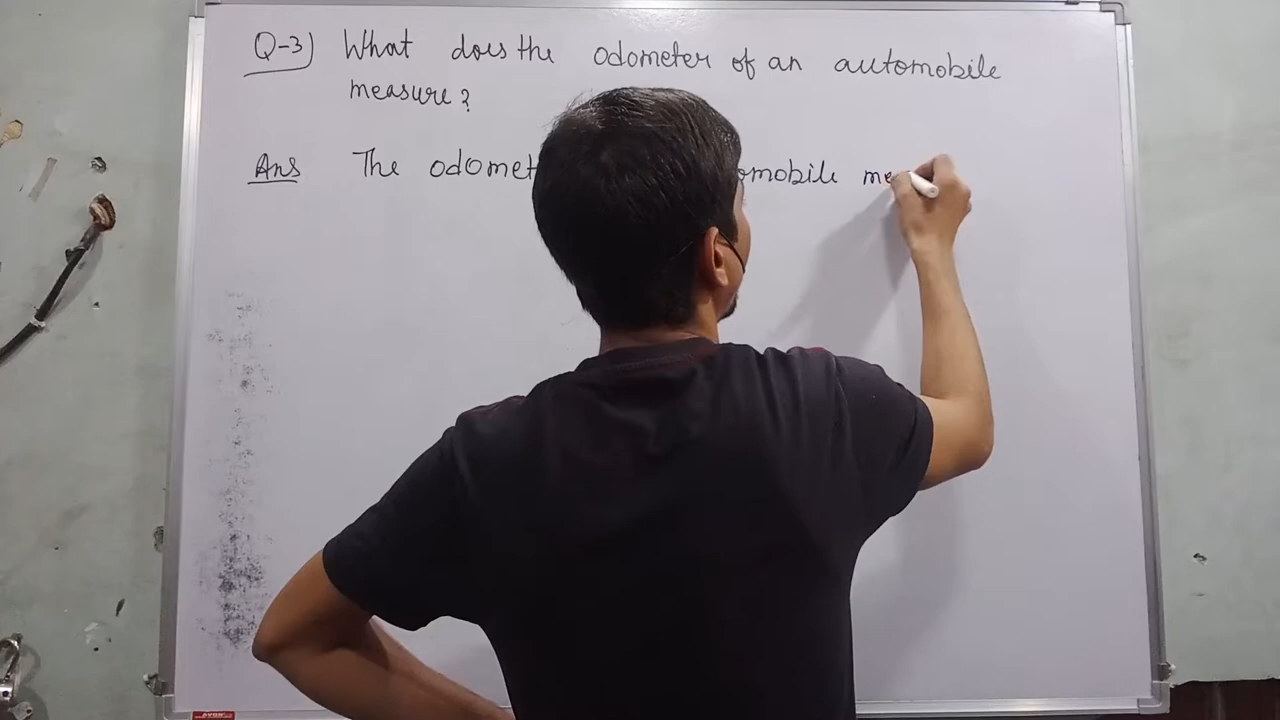 Q-3) What does the odometer of an automobile
measure?
Ans The odomet omobile me